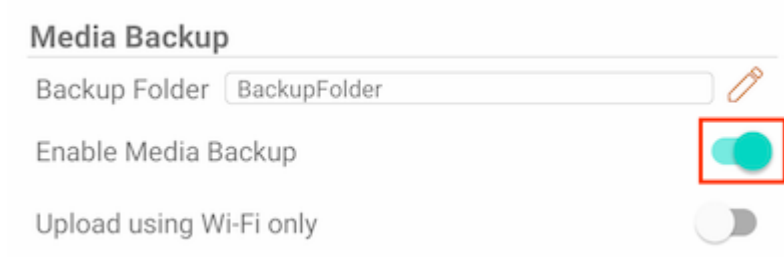 Media Backup
Backup Folder BackupFolder
Enable Media Backup
Upload using Wi-Fi only